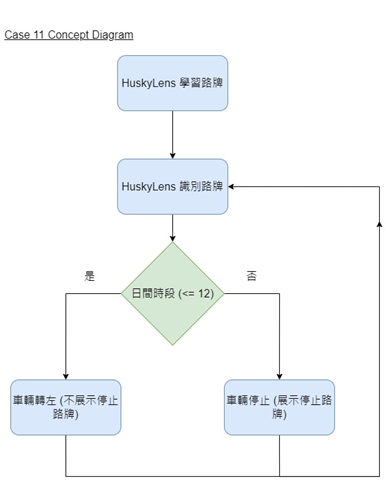 Case 11 Concept Diagram
HuskyLens 學習路牌
HuskyLens 識別路牌
日間時段 (<= 12)
是
否
車輛轉左 (不展示停止
路牌)
車輛停止 (展示停止路
牌)